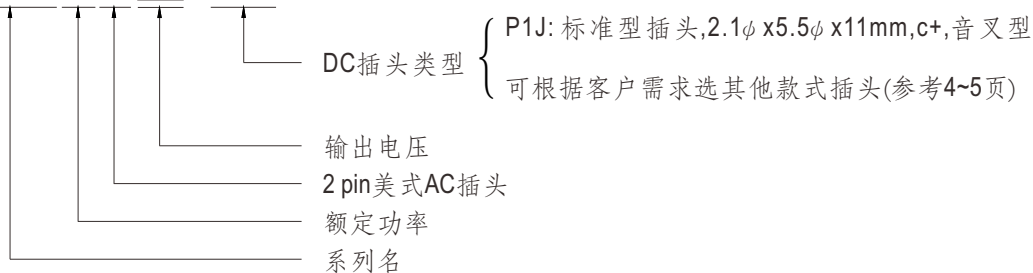 P1J: 标准型插头,2.1φ x5.5φ x11mm,c+,音叉型
DC插头类型
可根据客户需求选其他款式插头(参考4~5页)
输出电压
2 pin美式AC插头
额定功率
系列名